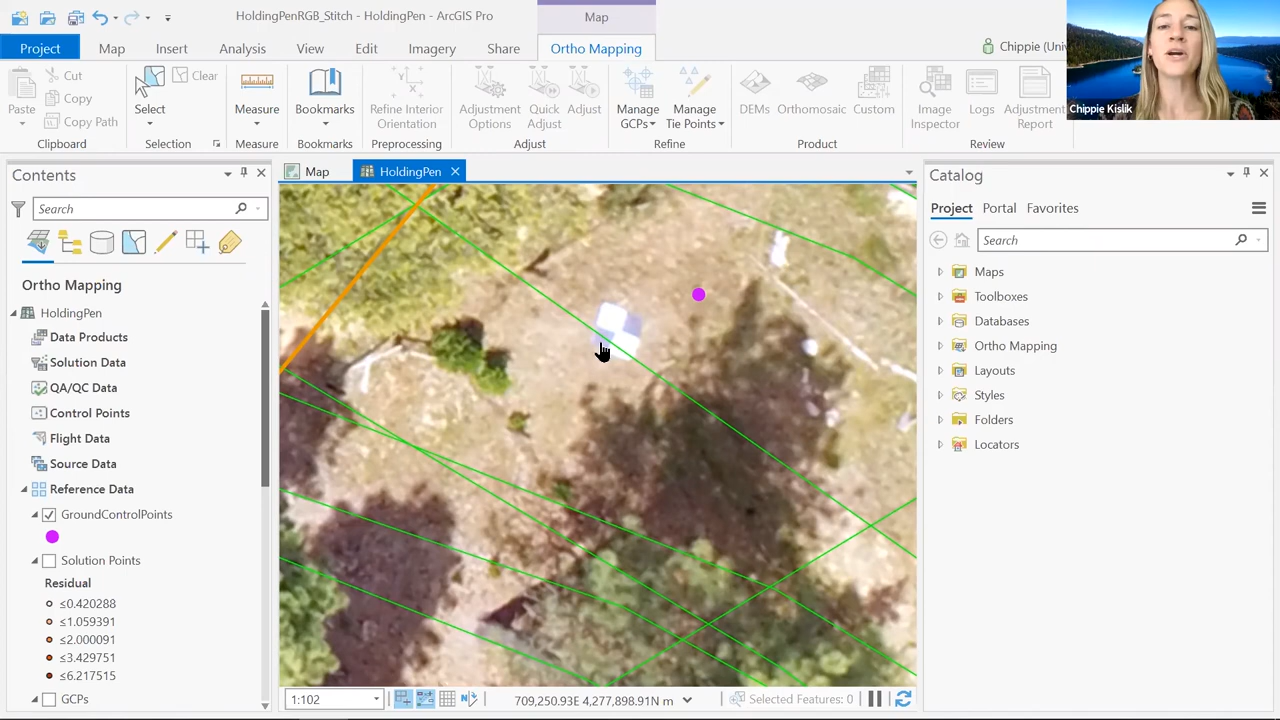 HoldingPenRGB_Stitch - HoldingPen - ArcGIS Pro
Map
Project
Map
Insert
Analysis
View
Edit
Imagery
Share
Ortho Mapping
Chippie (Uni
Paste
Cut
Copy
Copy Path
Clipboard
Select
Clear
Selection
Measure
Measure
Bookmarks
Bookmarks
Refine Interior
Orientation
Preprocessing
Adjustment
Options
Quick
Adjust
Adjust
Adjust
Manage
GCPs
Manage
Tie Points
Refine
DEMs
Orthomosaic
Custom
Product
Image
Inspector
Logs
Adjustment
Report
Review
Chippie Kislik
Contents
Search
Ortho Mapping
HoldingPen
Data Products
Solution Data
QA/QC Data
Control Points
Flight Data
Source Data
Reference Data
GroundControlPoints
Solution Points
Residual
≤0.420288
≤1.059391
≤2.000091
≤3.429751
≤6.217515
GCPs
Map
HoldingPen
1:102
709,250.93E 4,277,898.91N m
Selected Features: 0
Catalog
Project
Portal
Favorites
Search
Maps
Toolboxes
Databases
Ortho Mapping
Layouts
Styles
Folders
Locators